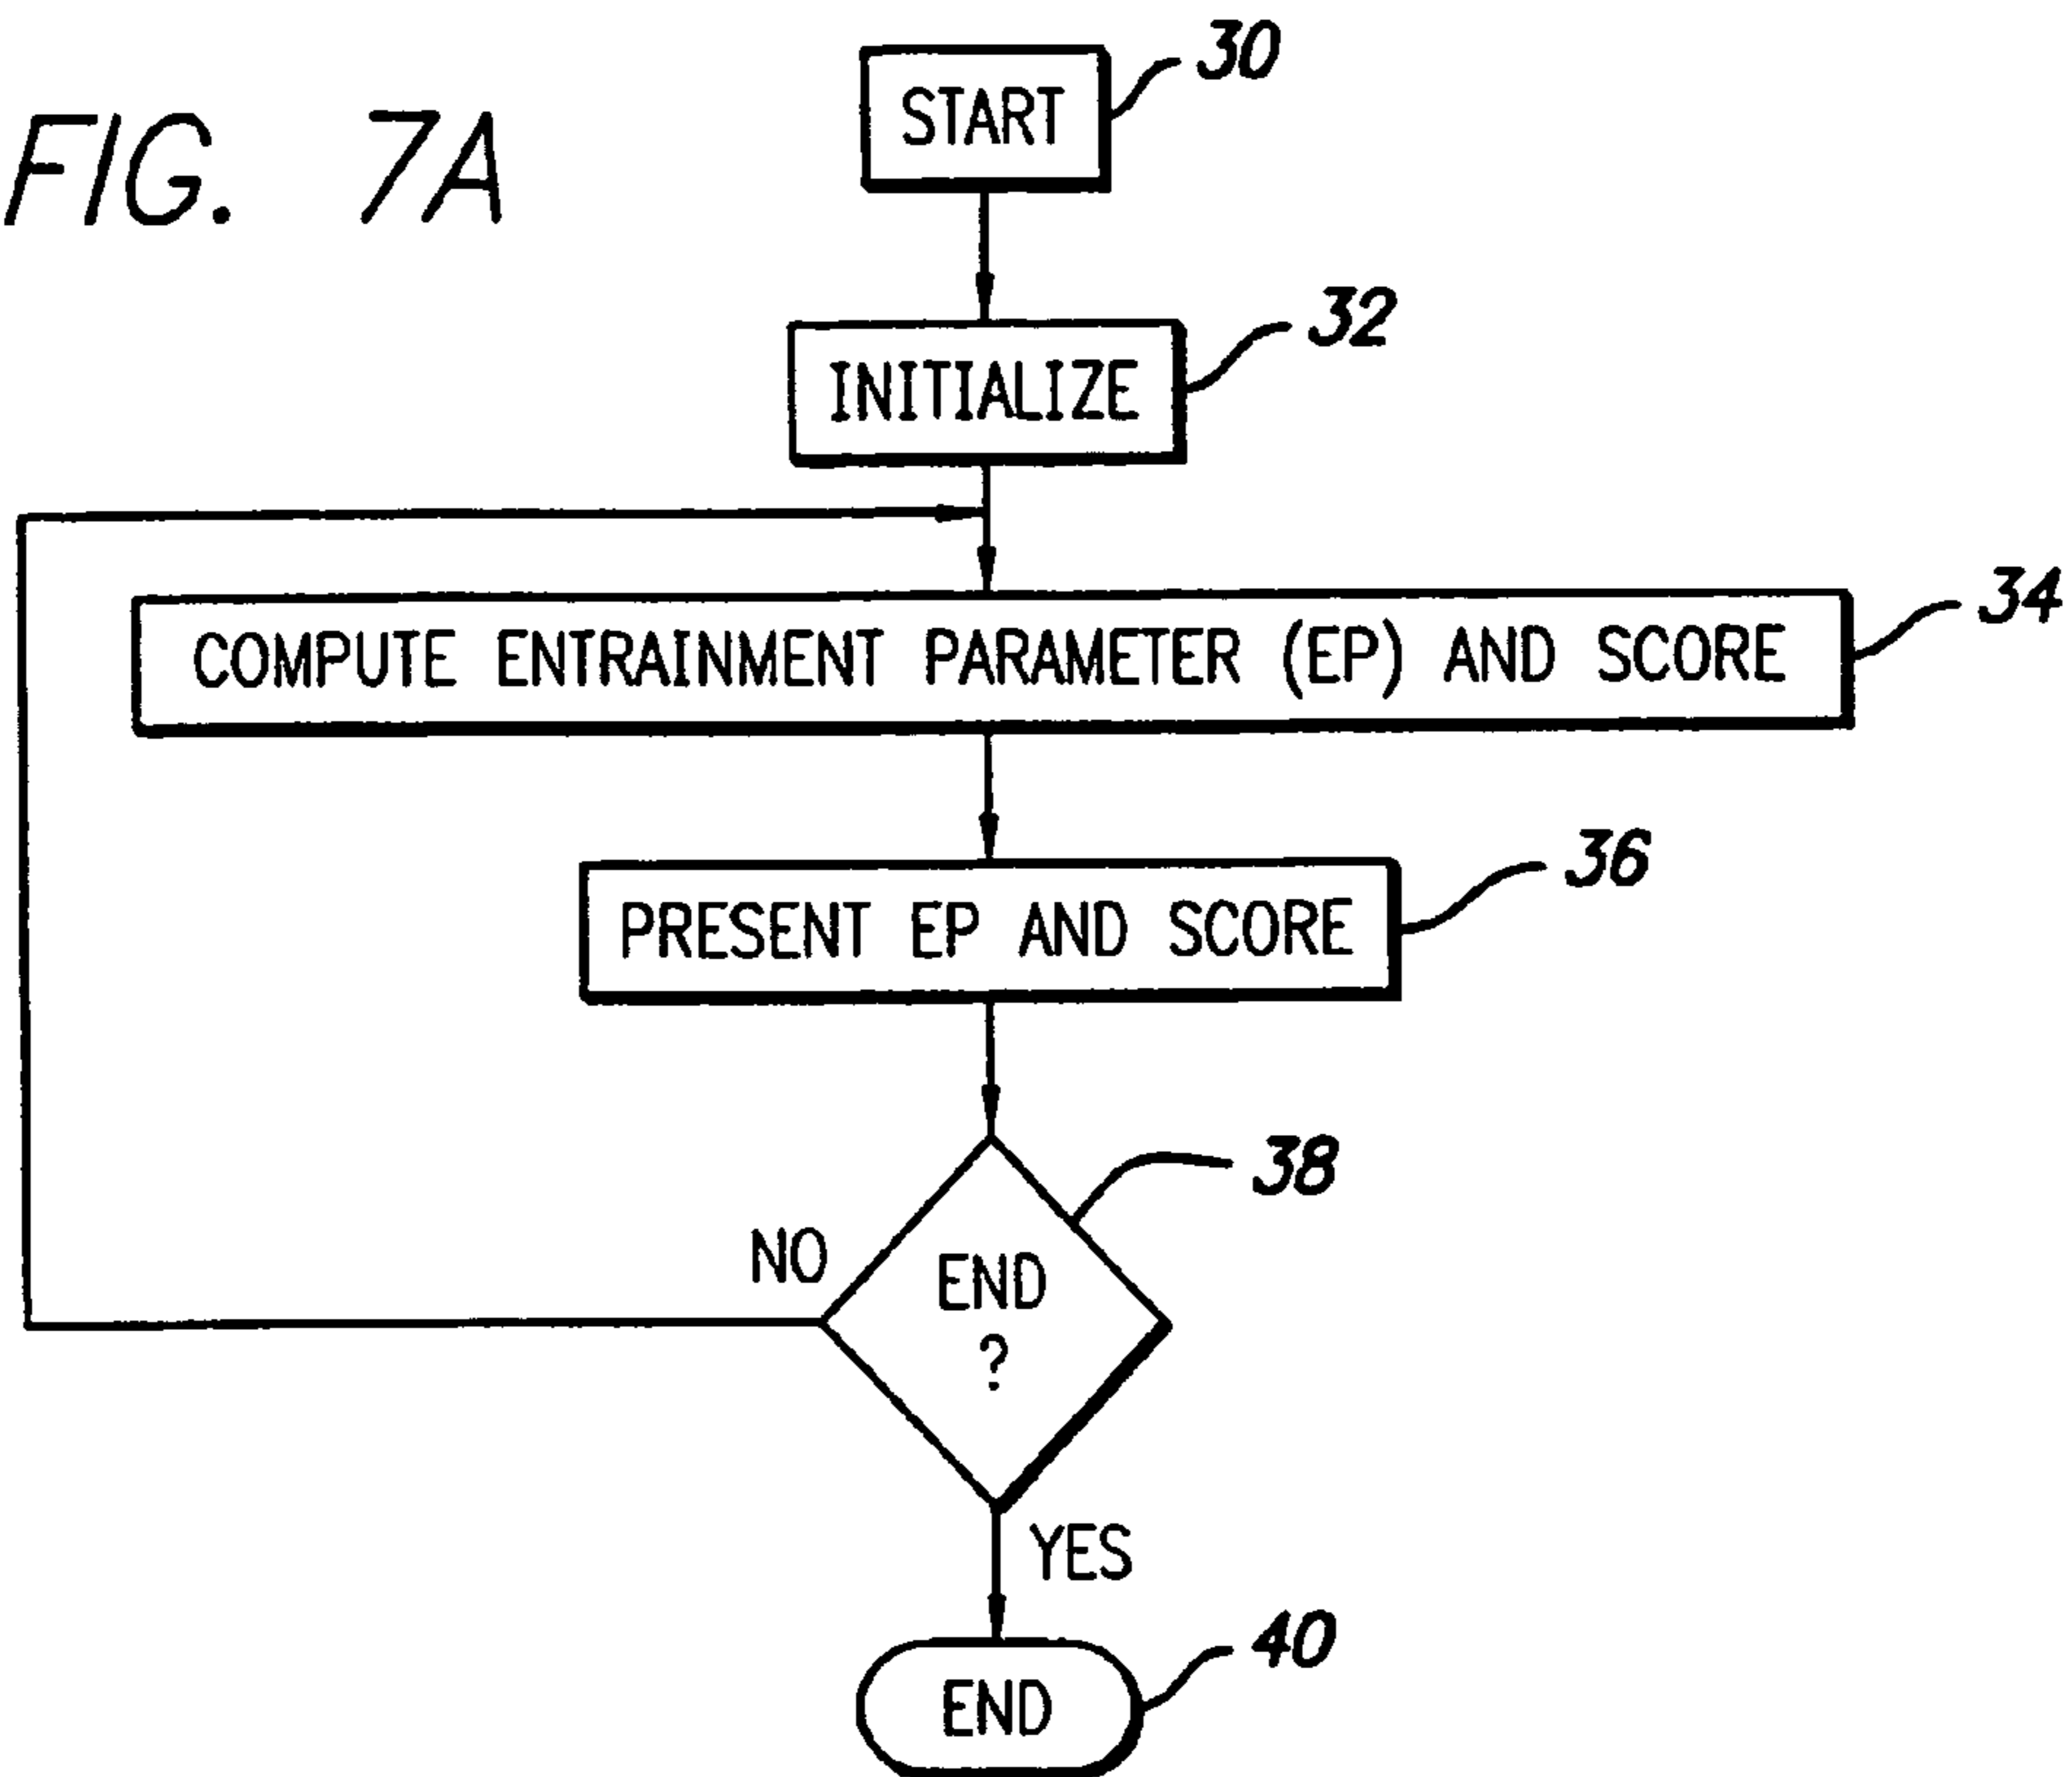 FIG. 7A
START
30
INITIALIZE
32
COMPUTE ENTRAINMENT PARAMETER (EP) AND SCORE
34
PRESENT EP AND SCORE
36
38
NO
END
?
YES
END
40